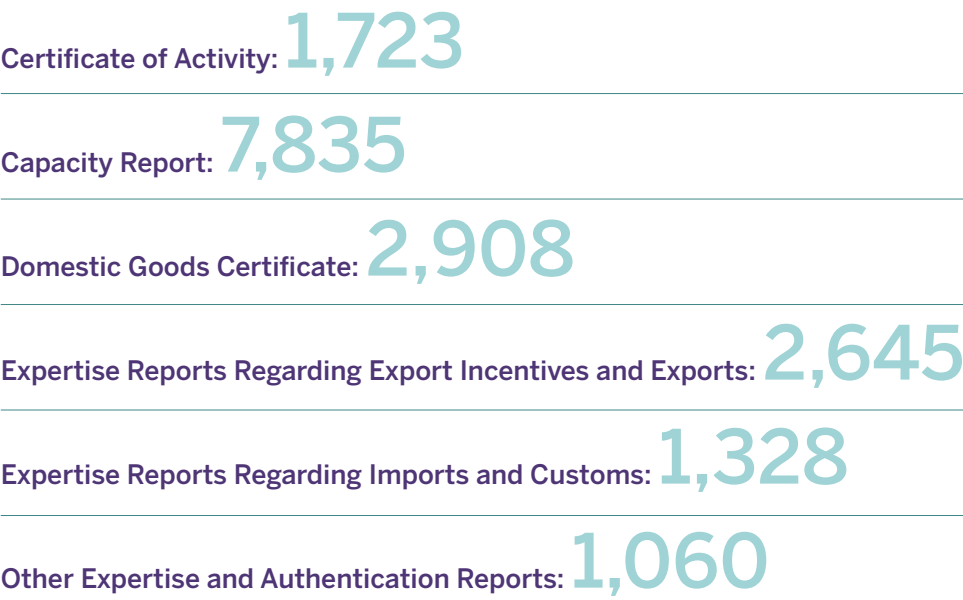 Certificate of Activity: 1,723
Capacity Report: 7,835
Domestic Goods Certificate: 2,908
Expertise Reports Regarding Export Incentives and Exports: 2,645
Expertise Reports Regarding Imports and Customs: 1,328
Other Expertise and Authentication Reports: 1,060